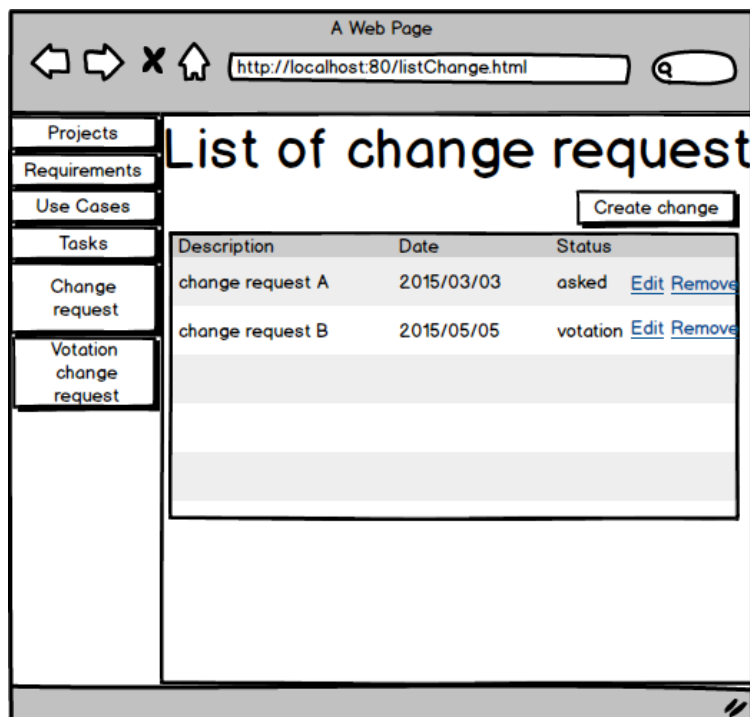 A Web Page
http://localhost:80/listChange.html
Projects
Requirements
Use Cases
Tasks
Change
request
Votation
change
request
List of change request
Create change
Description Date Status
change request A 2015/03/03 asked Edit Remove
change request B 2015/05/05 votation Edit Remove